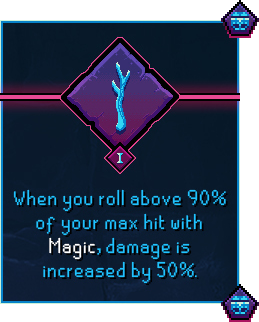 I
When you roll above 90%
of your max hit with
Magic, damage is
increased by 50%.